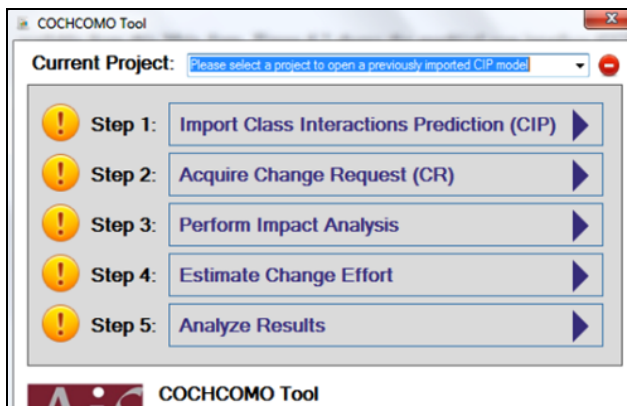 COCHCOMO Tool
Current Project: Please select a project to open a previously imported CIP model
! Step 1: Import Class Interactions Prediction (CIP)
! Step 2: Acquire Change Request (CR)
! Step 3: Perform Impact Analysis
! Step 4: Estimate Change Effort
! Step 5: Analyze Results
COCHCOMO Tool